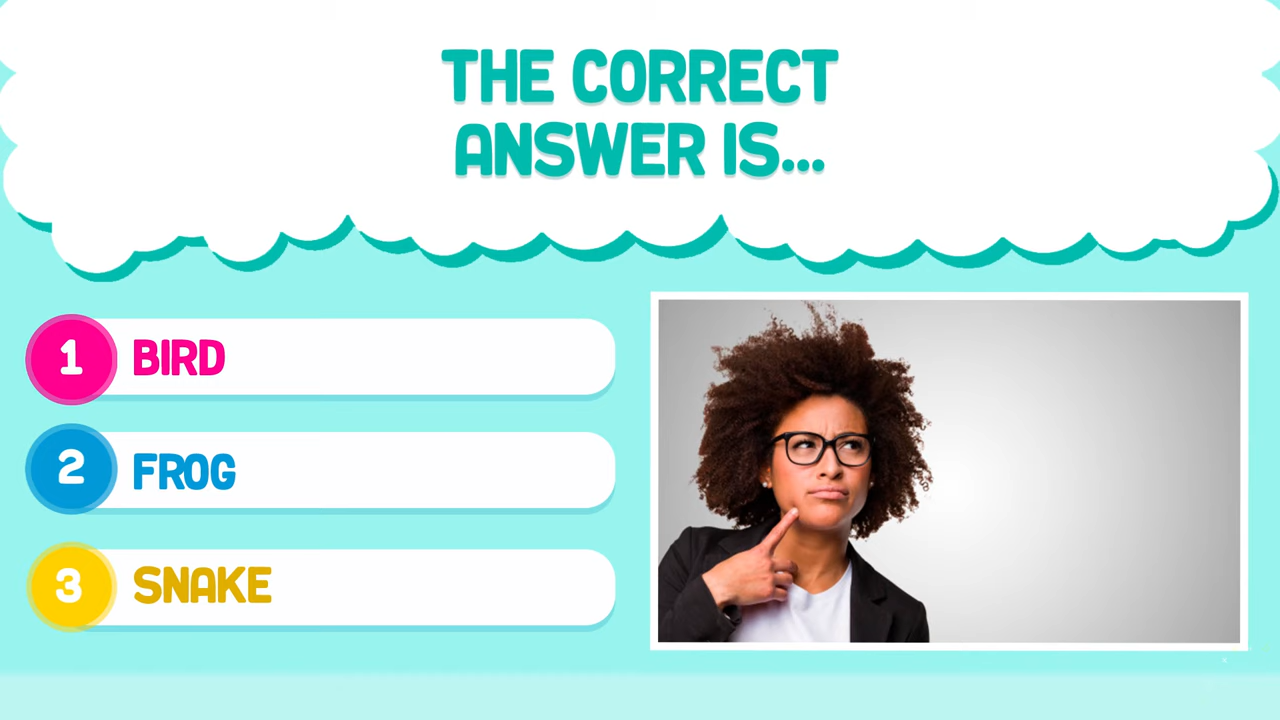 THE CORRECT
ANSWER IS...
1 BIRD
2 FROG
3 SNAKE